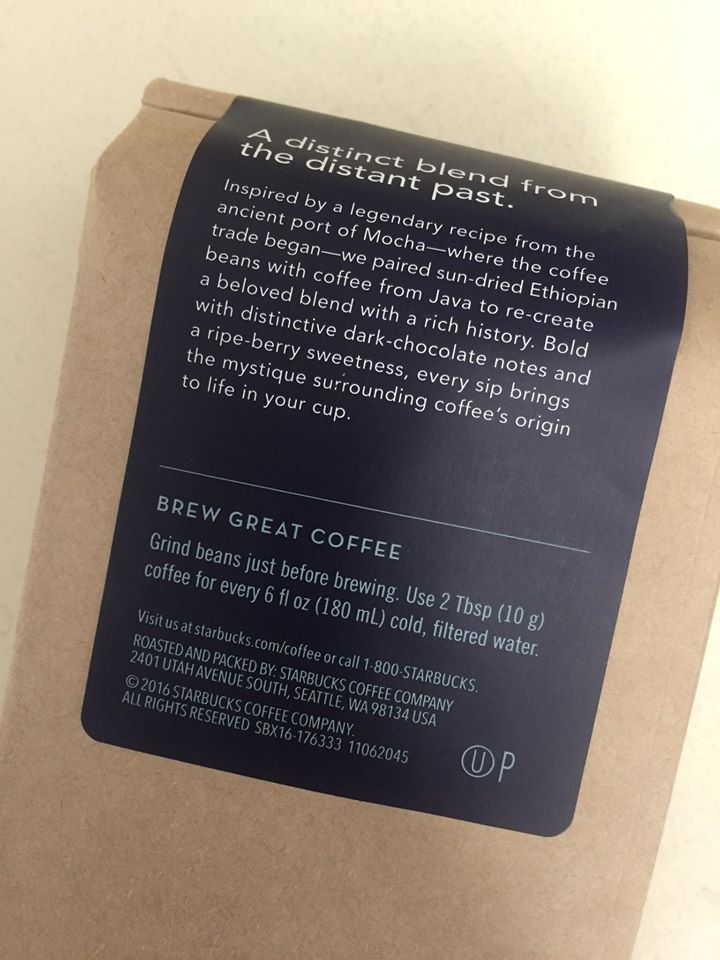 A distinct blend from
the distant past.
Inspired by a legendary recipe from the
ancient port of Mocha—where the coffee
trade began—we paired sun-dried Ethiopian
beans with coffee from Java to re-create
a beloved blend with a rich history. Bold
with distinctive dark-chocolate notes and
a ripe-berry sweetness, every sip brings
the mystique surrounding coffee's origin
to life in your cup.
BREW GREAT COFFEE
Grind beans just before brewing. Use 2 Tbsp (10 g)
coffee for every 6 fl oz (180 mL) cold, filtered water.
Visit us at starbucks.com/coffee or call 1-800-STARBUCKS.
ROASTED AND PACKED BY: STARBUCKS COFFEE COMPANY
2401 UTAH AVENUE SOUTH, SEATTLE, WA 98134 USA
© 2016 STARBUCKS COFFEE COMPANY.
ALL RIGHTS RESERVED SBX16-176333 11062045
U P